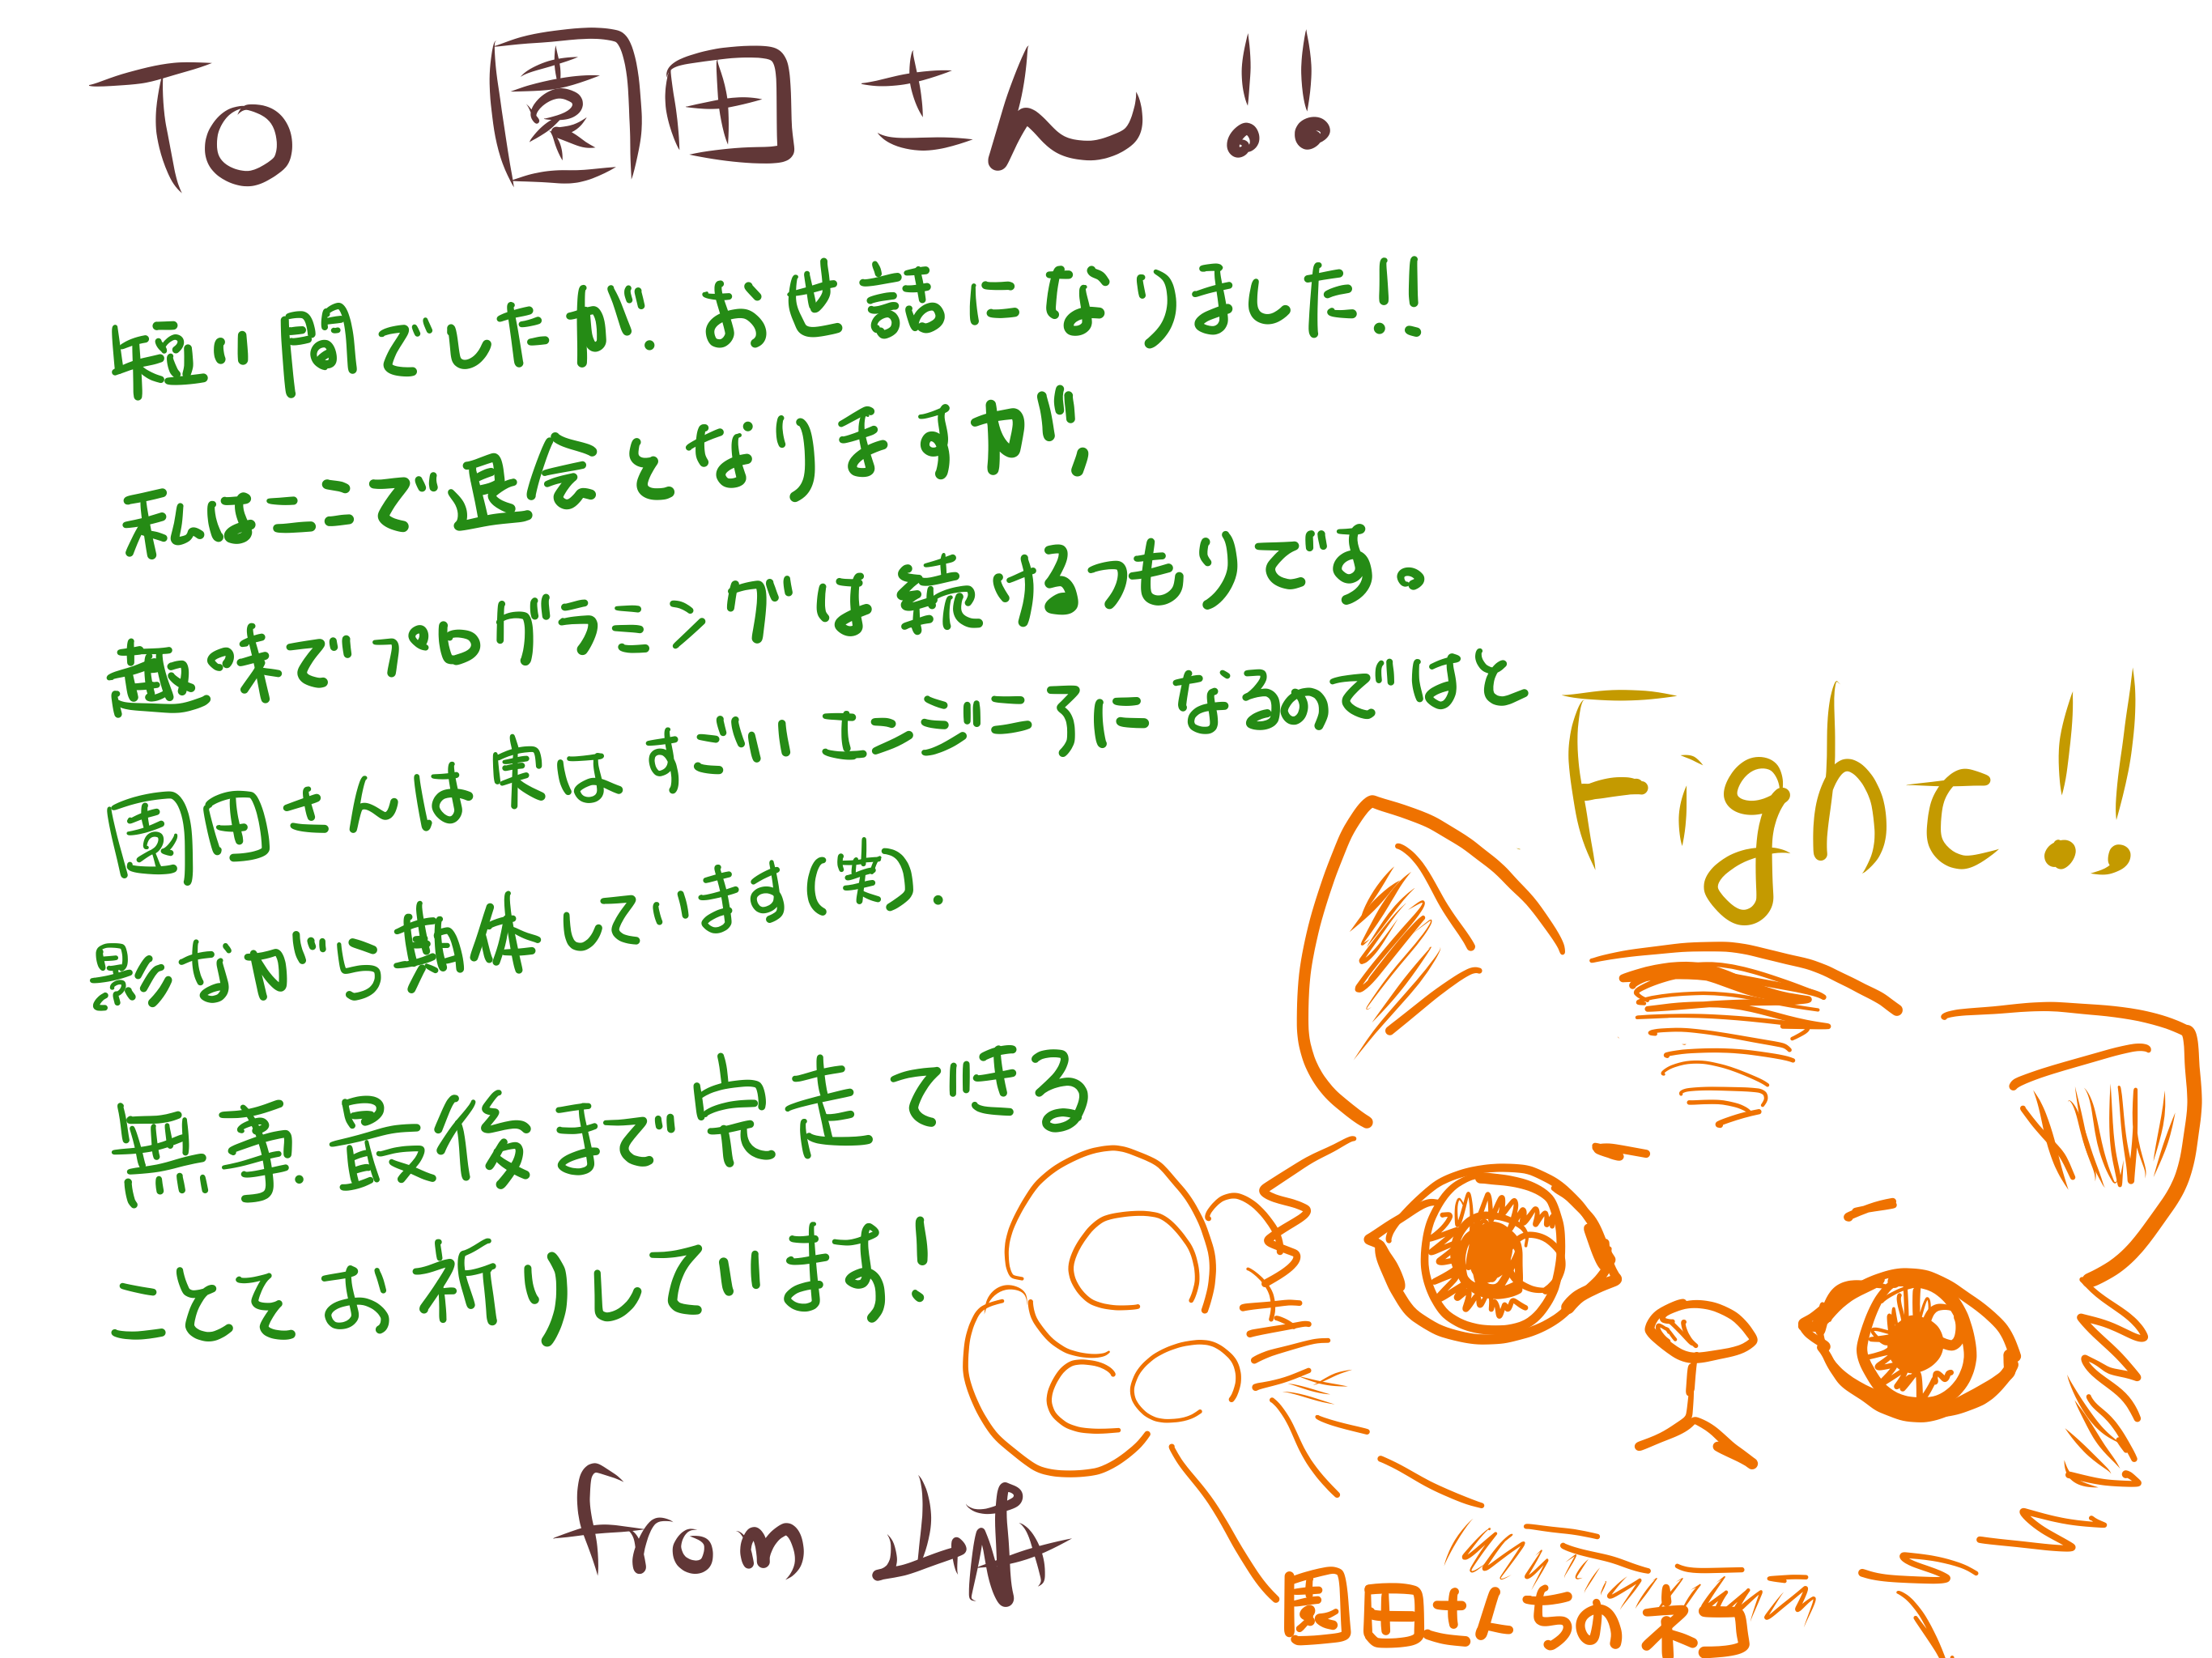 To 園田さん!!
短い間でしたが. お世話になりました!!
私はここで退会となりますが,
趣味でプログラミングは続けるつもりです。
園田さんは実はすごいエンジニアになるのではと
影ながら期待しています(笑).
無事. 最後まで完走できる
ことをお祈りしています!
Fight!!
from 山峠
園田さんちの